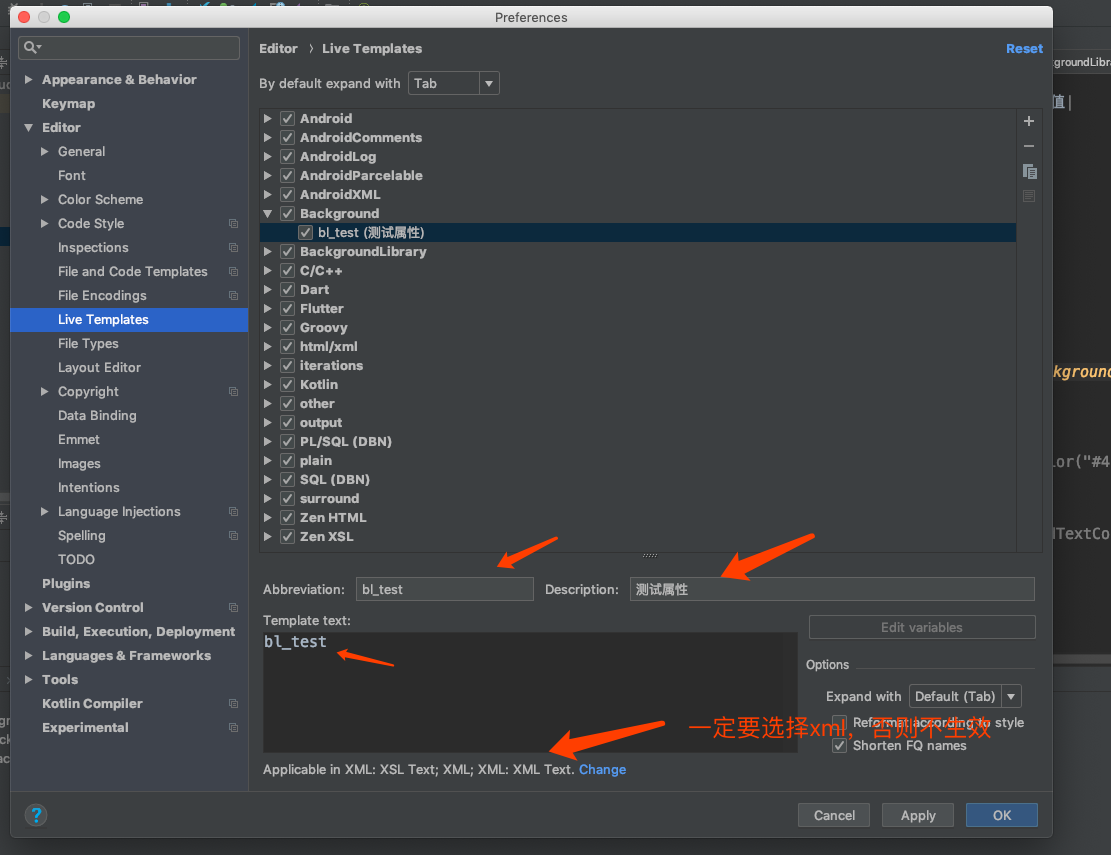 Preferences
Editor › Live Templates
Reset
By default expand with Tab
Appearance & Behavior
Keymap
Editor
General
Font
Color Scheme
Code Style
Inspections
File and Code Templates
File Encodings
Live Templates
File Types
Layout Editor
Copyright
Data Binding
Emmet
Images
Intentions
Language Injections
Spelling
TODO
Plugins
Version Control
Build, Execution, Deployment
Languages & Frameworks
Tools
Kotlin Compiler
Experimental
Android
AndroidComments
AndroidLog
AndroidParcelable
AndroidXML
Background
bl_test (测试属性)
BackgroundLibrary
C/C++
Dart
Flutter
Groovy
html/xml
iterations
Kotlin
other
output
PL/SQL (DBN)
plain
SQL (DBN)
surround
Zen HTML
Zen XSL
Abbreviation: bl_test
Description: 测试属性
Template text:
bl_test
Edit variables
Options
Expand with Default (Tab)
Reformat according to style
一定要选择xml，否则不生效
Shorten FQ names
Applicable in XML: XSL Text; XML; XML: XML Text. Change
?
Cancel
Apply
OK
groundLibr
值
kground
lor("#4
dTextCo